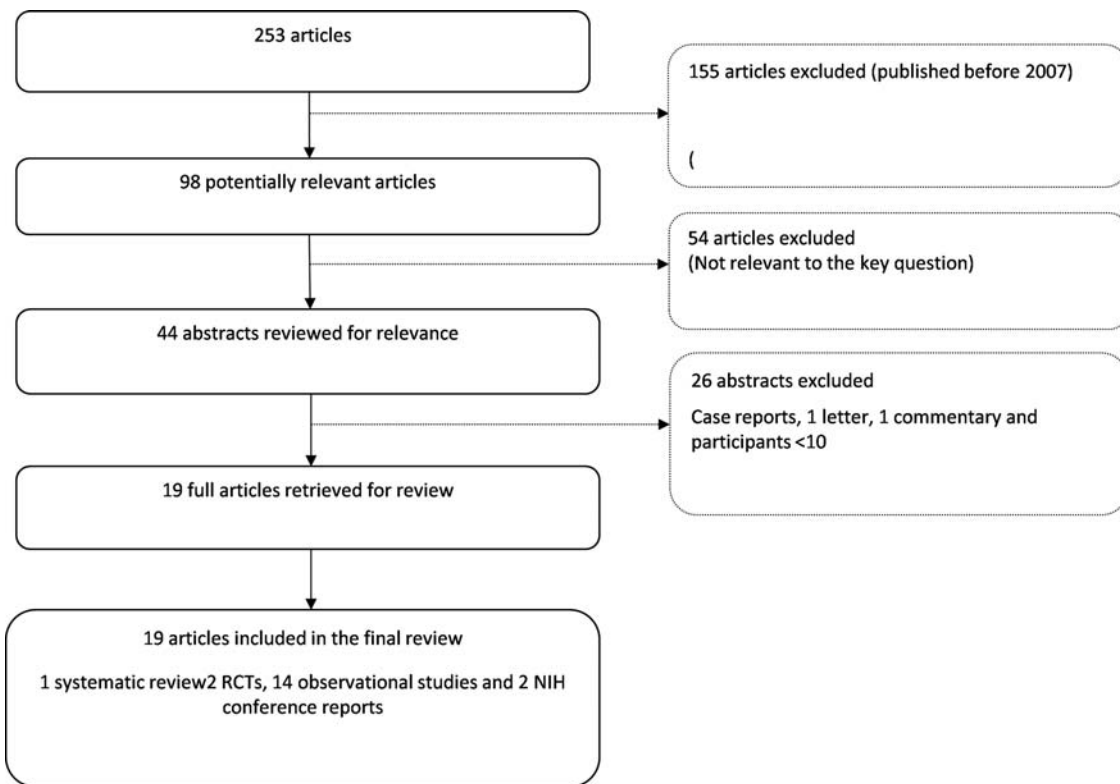 253 articles
155 articles excluded (published before 2007)
(
98 potentially relevant articles
54 articles excluded
(Not relevant to the key question)
44 abstracts reviewed for relevance
26 abstracts excluded
Case reports, 1 letter, 1 commentary and
participants <10
19 full articles retrieved for review
19 articles included in the final review
1 systematic review2 RCTs, 14 observational studies and 2 NIH
conference reports